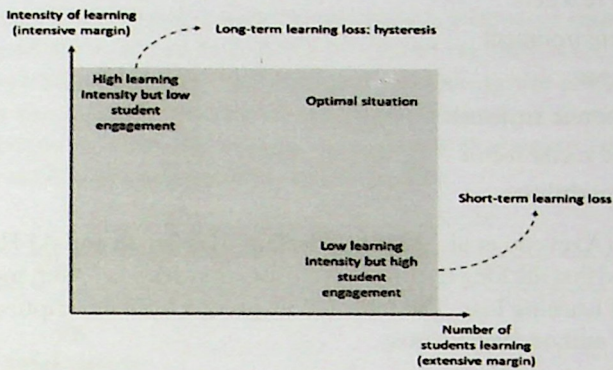 Intensity of learning
(intensive margin)
Long-term learning loss: hysteresis
High learning
intensity but low
student
engagement
Optimal situation
Short-term learning loss
Low learning
intensity but high
student
engagement
Number of
students learning
(extensive margin)